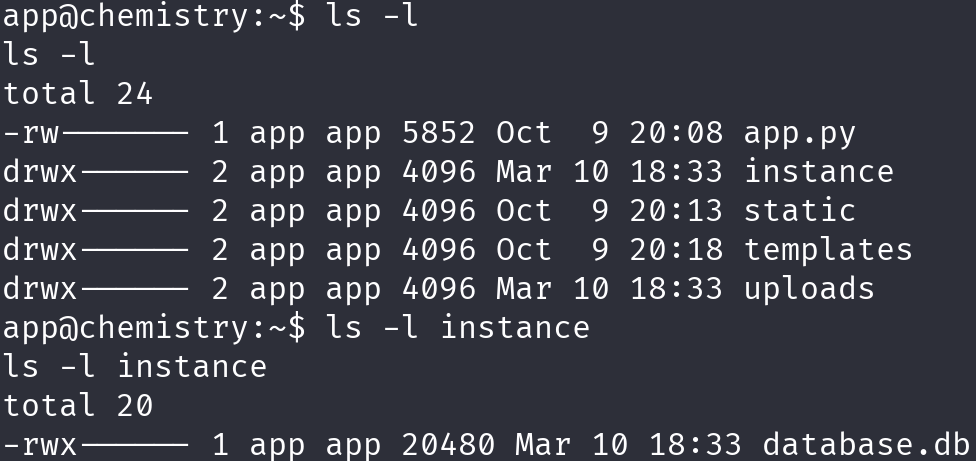 app@chemistry:~$ ls -l
ls -l
total 24
-rw------- 1 app app 5852 Oct  9 20:08 app.py
drwx------ 2 app app 4096 Mar 10 18:33 instance
drwx------ 2 app app 4096 Oct  9 20:13 static
drwx------ 2 app app 4096 Oct  9 20:18 templates
drwx------ 2 app app 4096 Mar 10 18:33 uploads
app@chemistry:~$ ls -l instance
ls -l instance
total 20
-rwx------ 1 app app 20480 Mar 10 18:33 database.db